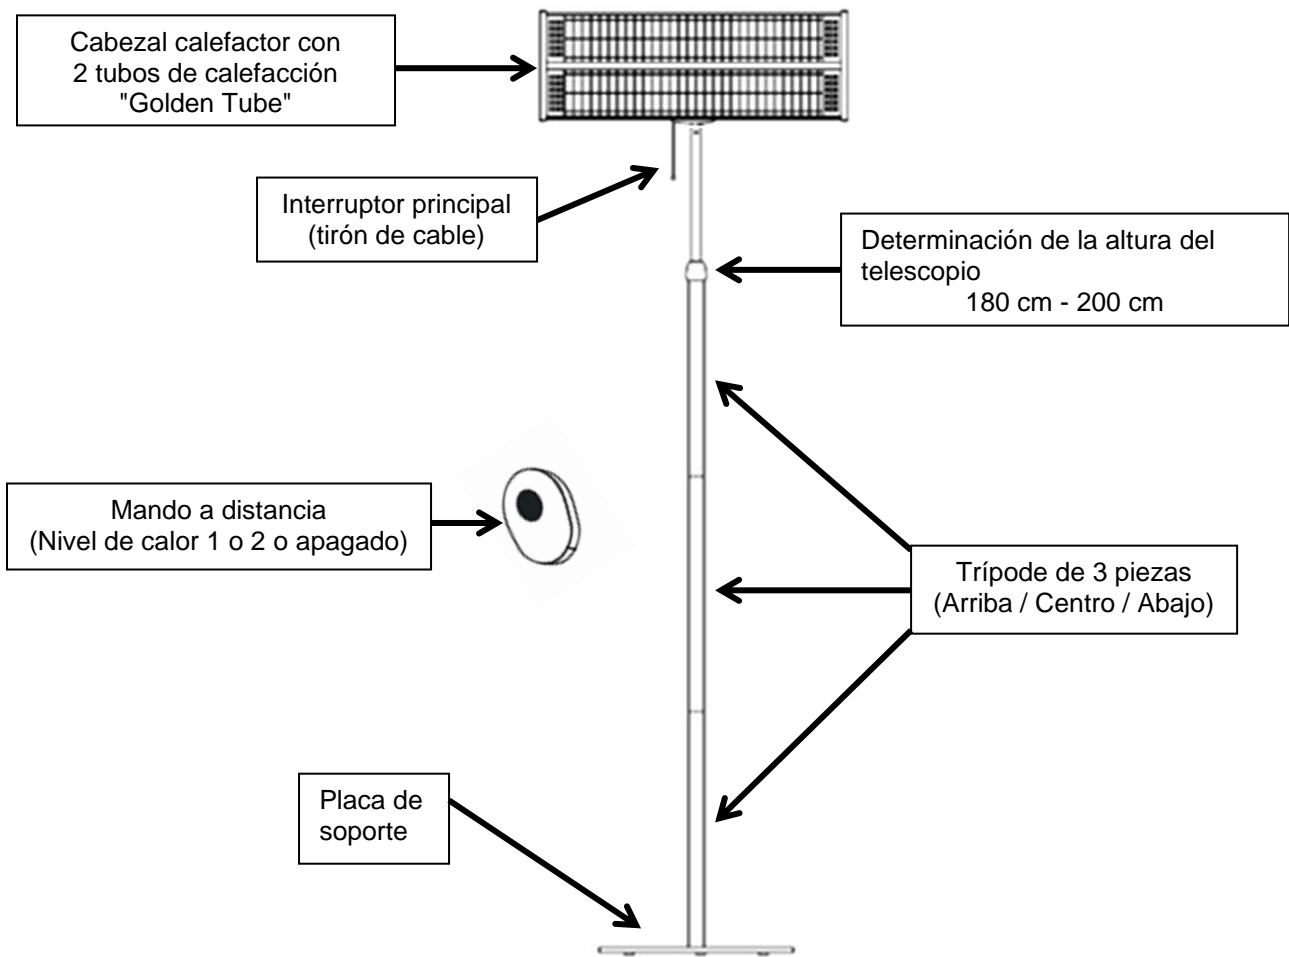 Cabezal calefactor con
2 tubos de calefacción
"Golden Tube"
Interruptor principal
(tirón de cable)
Determinación de la altura del
telescopio
180 cm - 200 cm
Mando a distancia
(Nivel de calor 1 o 2 o apagado)
Trípode de 3 piezas
(Arriba / Centro / Abajo)
Placa de
soporte